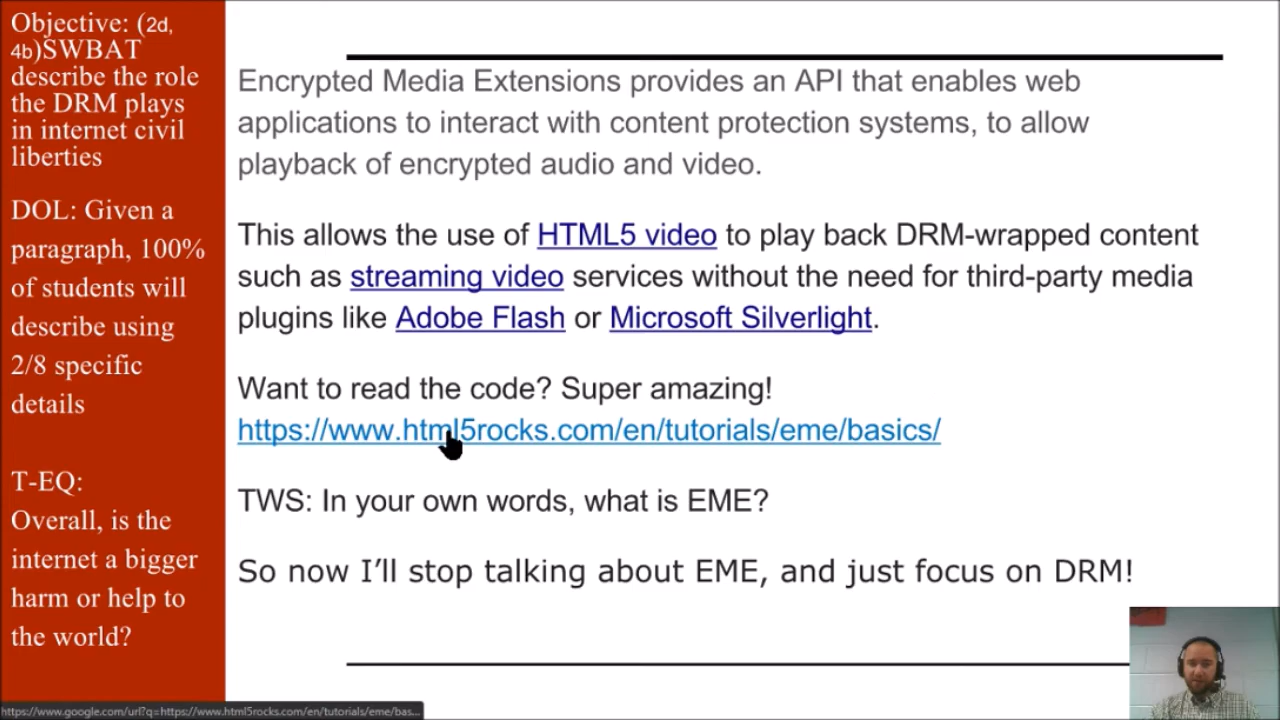 Objective: (2d,
4b)SWBAT
describe the role
the DRM plays
in internet civil
liberties
DOL: Given a
paragraph, 100%
of students will
describe using
2/8 specific
details
T-EQ:
Overall, is the
internet a bigger
harm or help to
the world?
Encrypted Media Extensions provides an API that enables web
applications to interact with content protection systems, to allow
playback of encrypted audio and video.
This allows the use of HTML5 video to play back DRM-wrapped content
such as streaming video services without the need for third-party media
plugins like Adobe Flash or Microsoft Silverlight.
Want to read the code? Super amazing!
https://www.html5rocks.com/en/tutorials/eme/basics/
TWS: In your own words, what is EME?
So now I’ll stop talking about EME, and just focus on DRM!
https://www.google.com/url?q=https://www.html5rocks.com/en/tutorials/eme/bas...